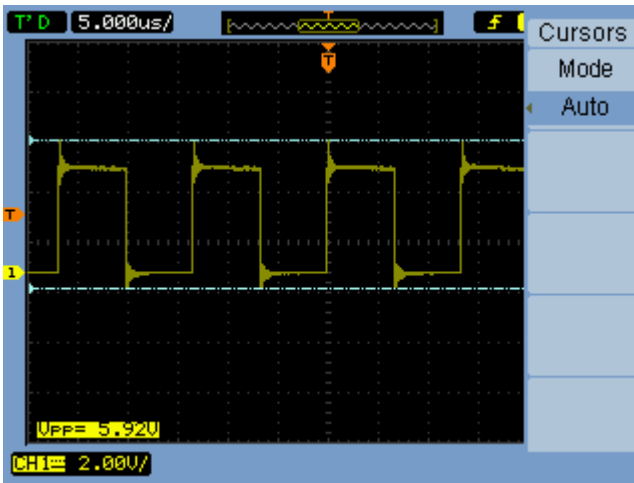 T'D 5.000us/ T
Cursors
Mode
Auto
T
T
1
Vpp= 5.92V
CH1 2.00V/